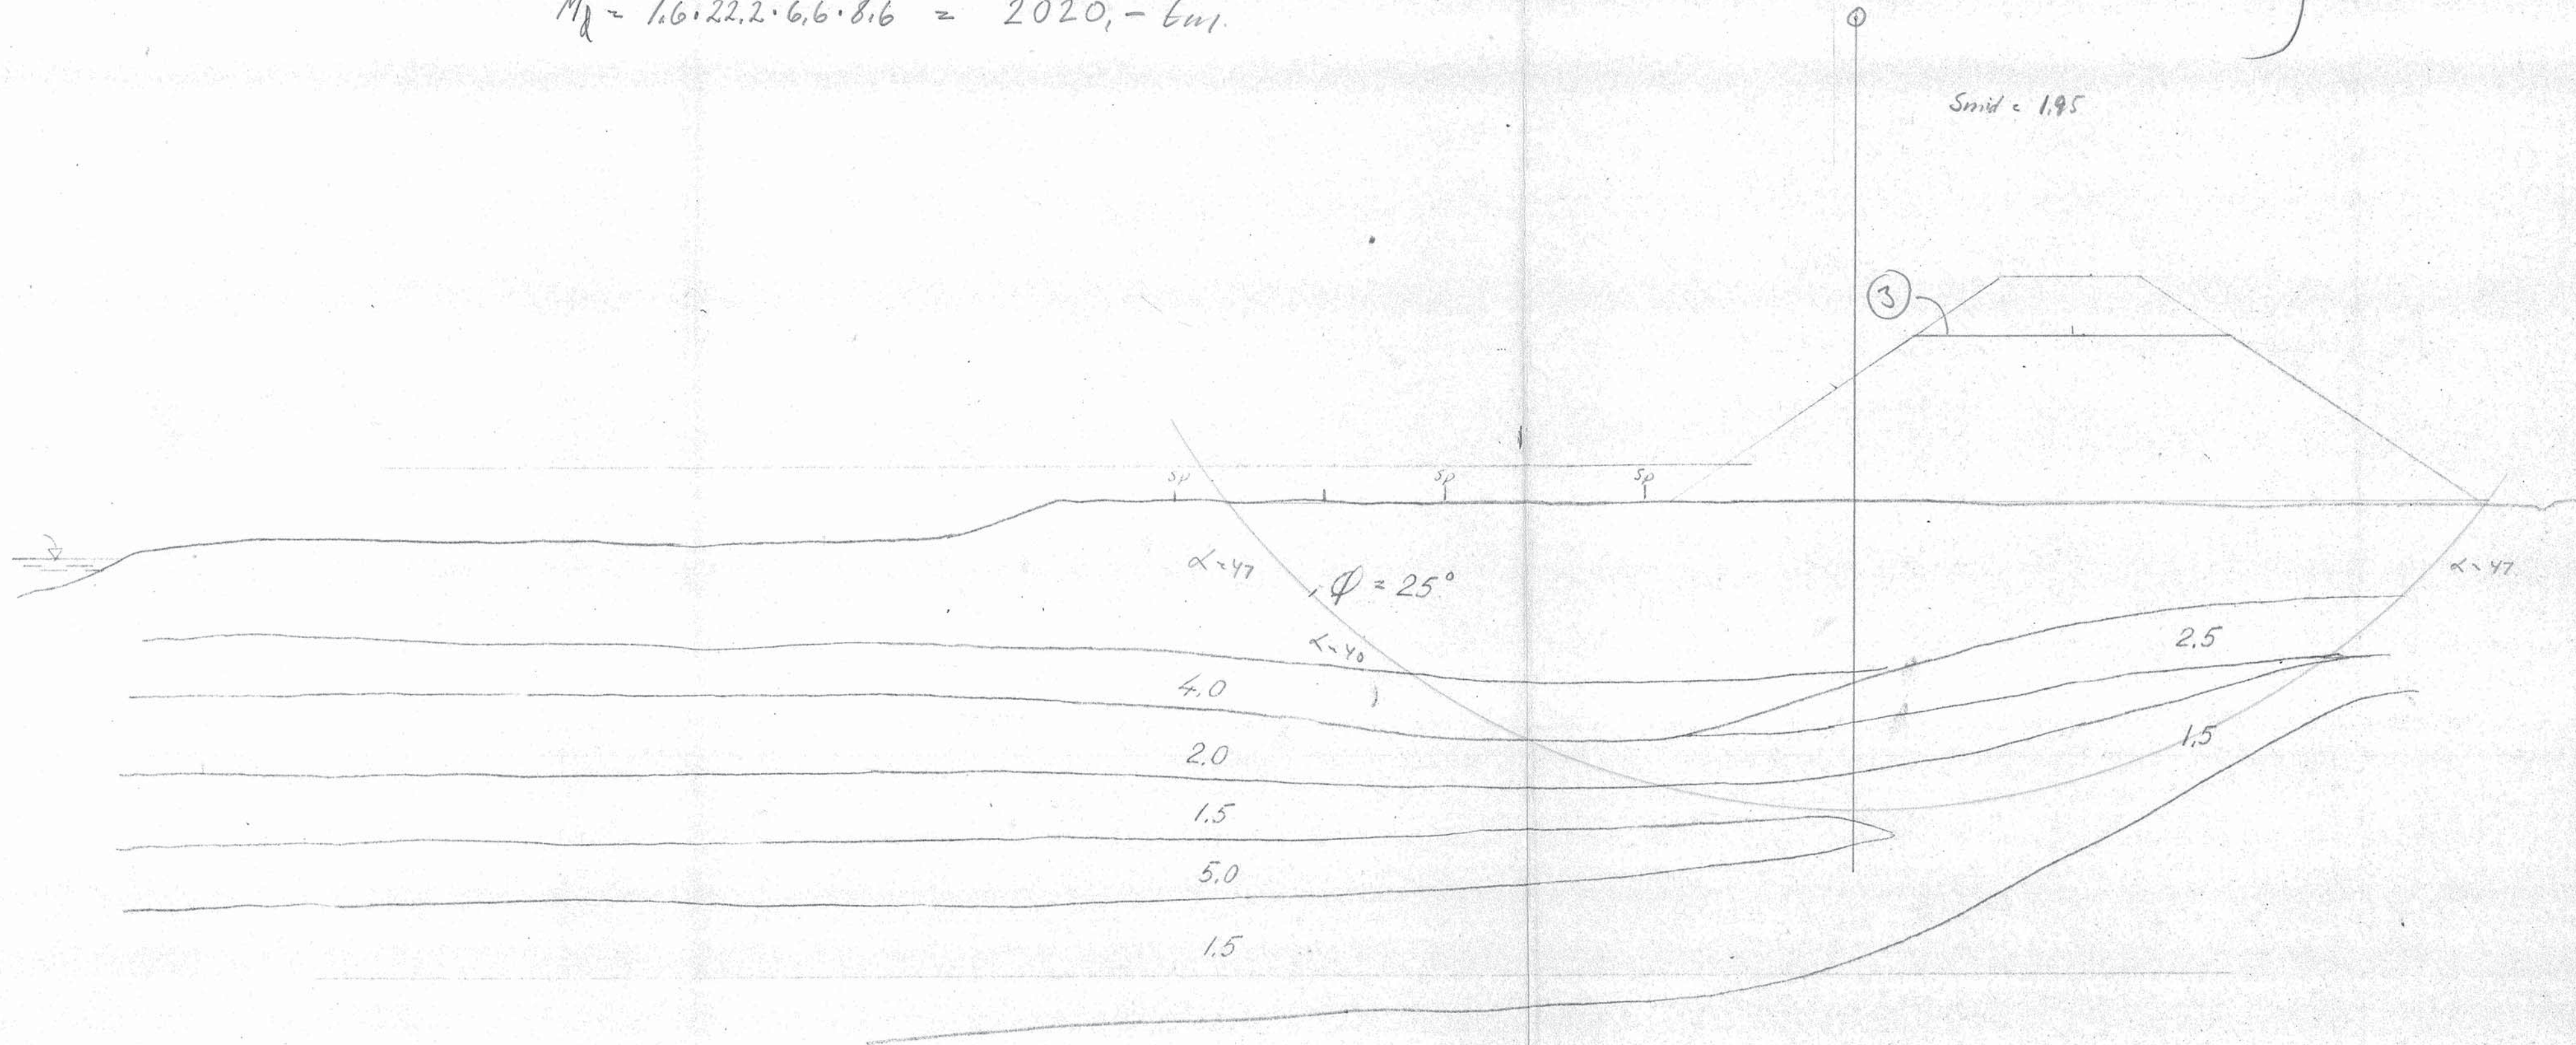 Md = 1,6·22,2·6,6·8,6 = 2020,- tm.
Smid = 1,95
3
Sp Sp Sp
α=47
φ = 25°
α=47
α=40
2.5
4.0
2.0
1.5
1.5
5.0
1.5